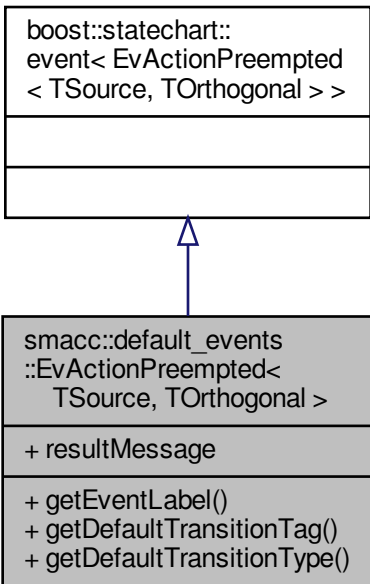 boost::statechart::
event< EvActionPreempted
< TSource, TOrthogonal > >
smacc::default_events
::EvActionPreempted<
TSource, TOrthogonal >
+ resultMessage
+ getEventLabel()
+ getDefaultTransitionTag()
+ getDefaultTransitionType()